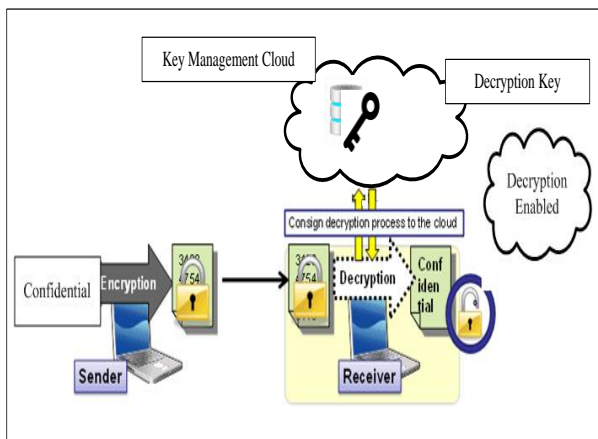 Key Management Cloud
Decryption Key
Decryption
Enabled
Consign decryption process to the cloud
Confidential
Encryption
4754
Decryption
Conf
iden
tial
Sender
Receiver